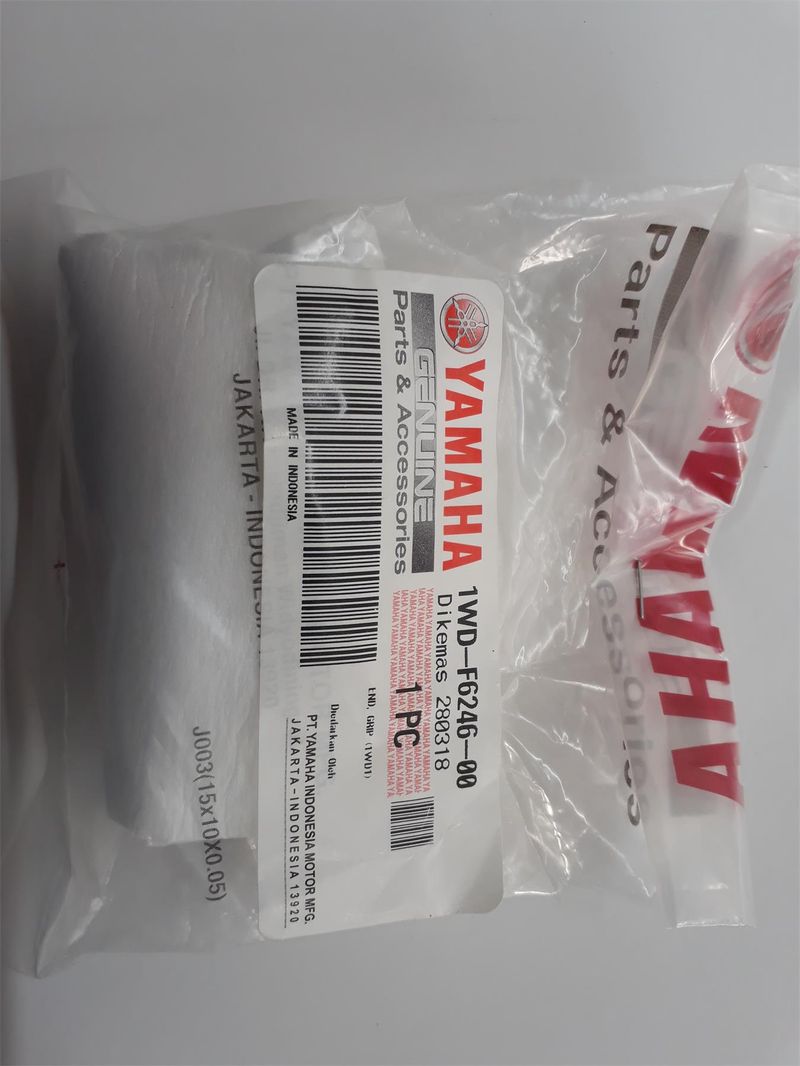 YAMAHA
GENUINE
Parts & Accessories
1WD-F6246-00
Dikemas 280318
1 PC
END, GRIP (1WD1)
MADE IN INDONESIA
Diedarkan Oleh
PT. YAMAHA INDONESIA MOTOR MFG.
JAKARTA - INDONESIA 13920
YAMAHA
Parts & Accessories
JAKARTA - INDONESIA
J003(15x10X0.05)